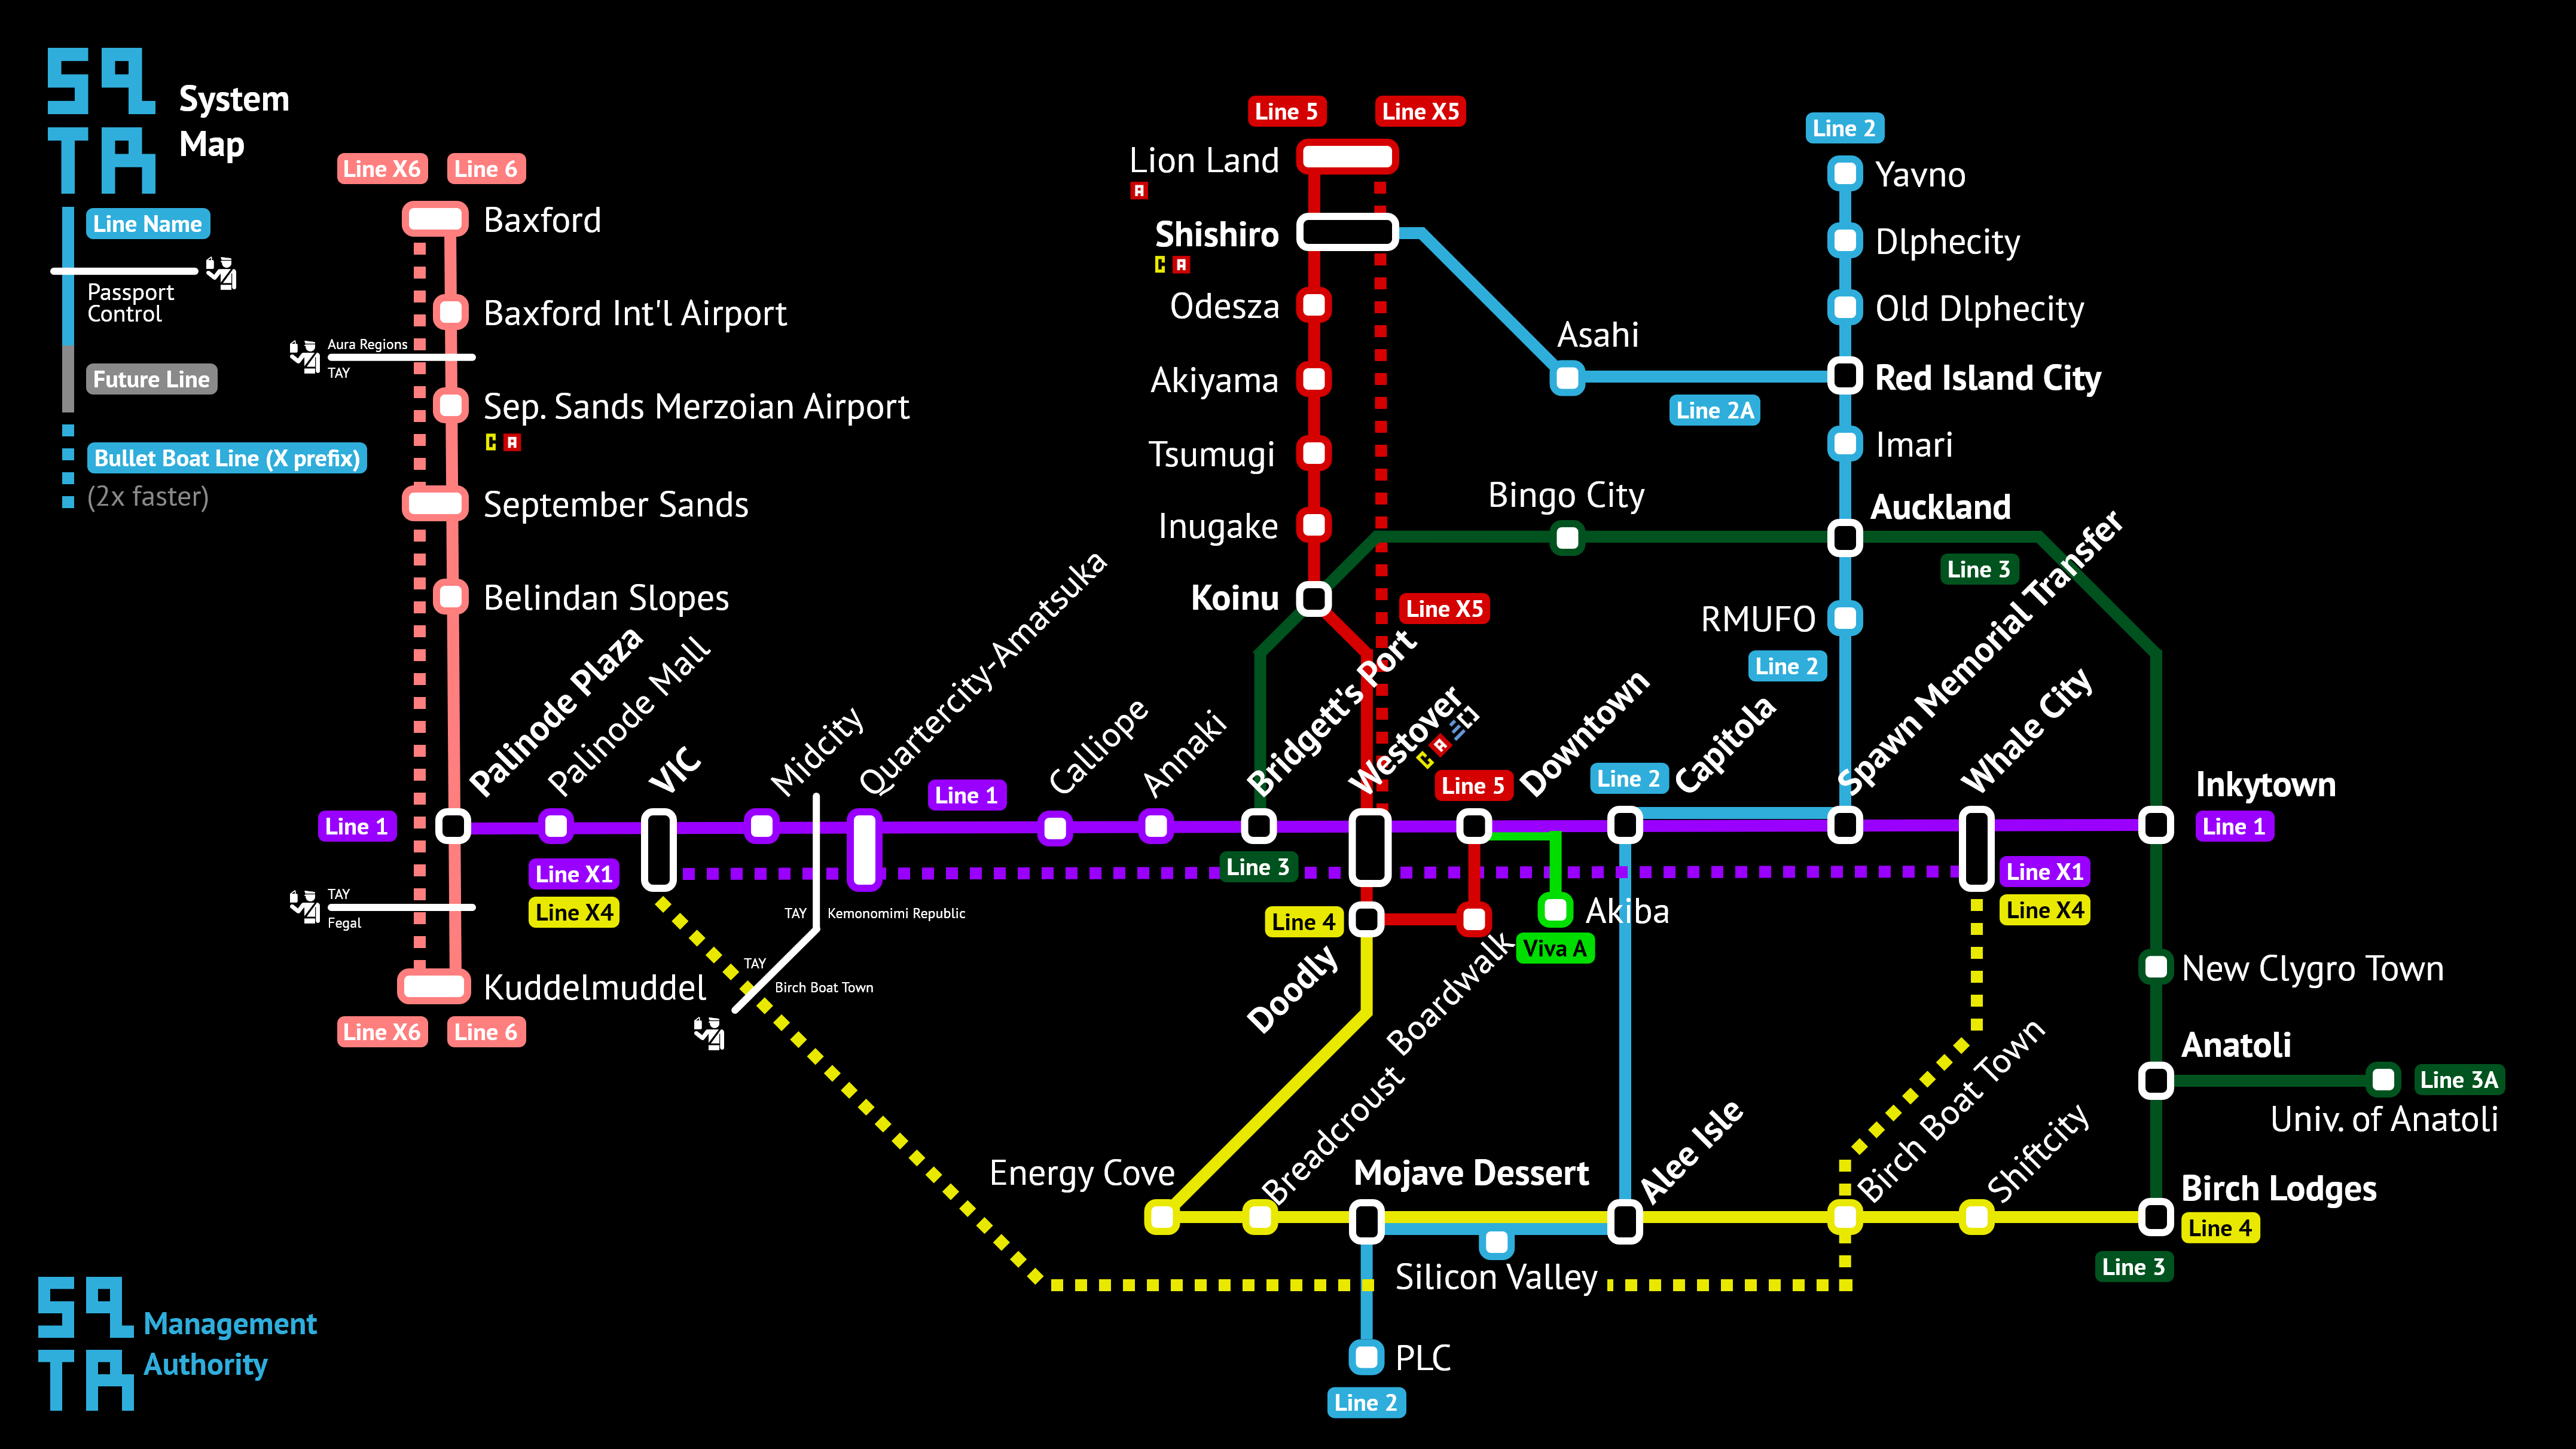 SQ
TR
System
Map
Line Name
Passport
Control
Future Line
Bullet Boat Line (X prefix)
(2x faster)
Line X6
Line 6
Baxford
Baxford Int'l Airport
Aura Regions
TAY
Sep. Sands Merzoian Airport
C A
September Sands
Belindan Slopes
Palinode Plaza
Palinode Mall
VIC
Midcity
Quartercity-Amatsuka
Line 1
Line 1
Calliope
Annaki
Bridgett's Port
Westover
C A
Line 5
Downtown
Line 2
Capitola
Spawn Memorial Transfer
Whale City
Inkytown
Line 1
Line X1
Line X4
Line 3
Line X1
Line X4
TAY
Fegal
TAY
Kemonomimi Republic
TAY
Birch Boat Town
Kuddelmuddel
Line X6
Line 6
Line 5
Line X5
Lion Land
A
Shishiro
C A
Odesza
Akiyama
Tsumugi
Inugake
Koinu
Line X5
Asahi
Line 2A
Bingo City
Line 2
Yavno
Dlphecity
Old Dlphecity
Red Island City
Imari
Auckland
Line 3
RMUFO
Line 2
Line 4
Doodly
Boardwalk
Akiba
Viva A
New Clygro Town
Anatoli
Line 3A
Univ. of Anatoli
Energy Cove
Breadcroust
Mojave Dessert
Alee Isle
Birch Boat Town
Shiftcity
Birch Lodges
Line 4
Line 3
Silicon Valley
PLC
Line 2
SQ
TR
Management
Authority